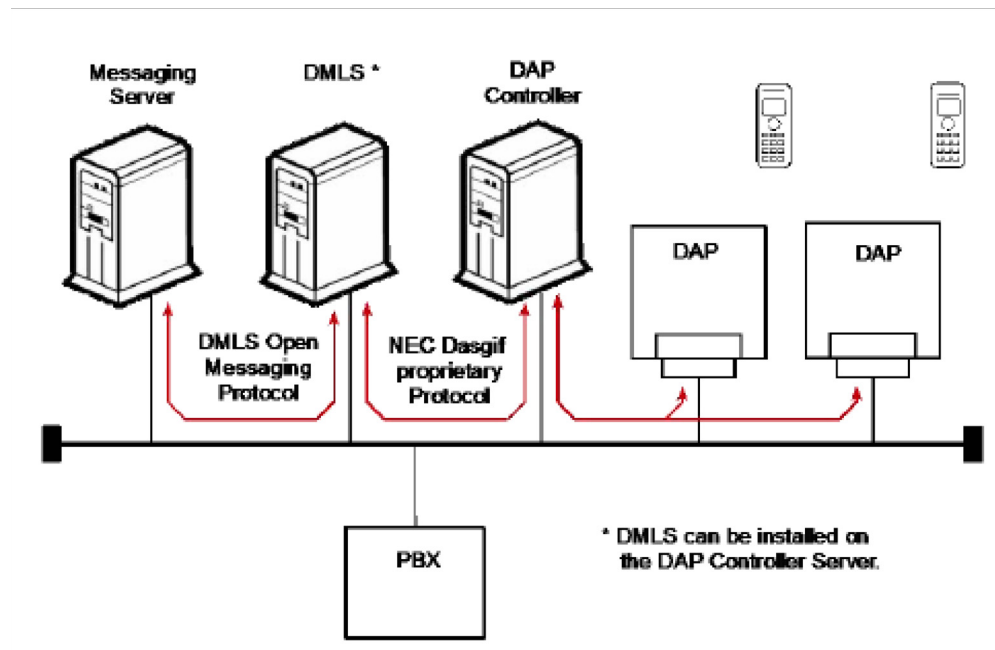 Messaging
Server
DMLS *
DAP
Controller
DAP
DAP
DMLS Open
Messaging
Protocol
NEC Dasgif
proprietary
Protocol
PBX
* DMLS can be installed on
the DAP Controller Server.